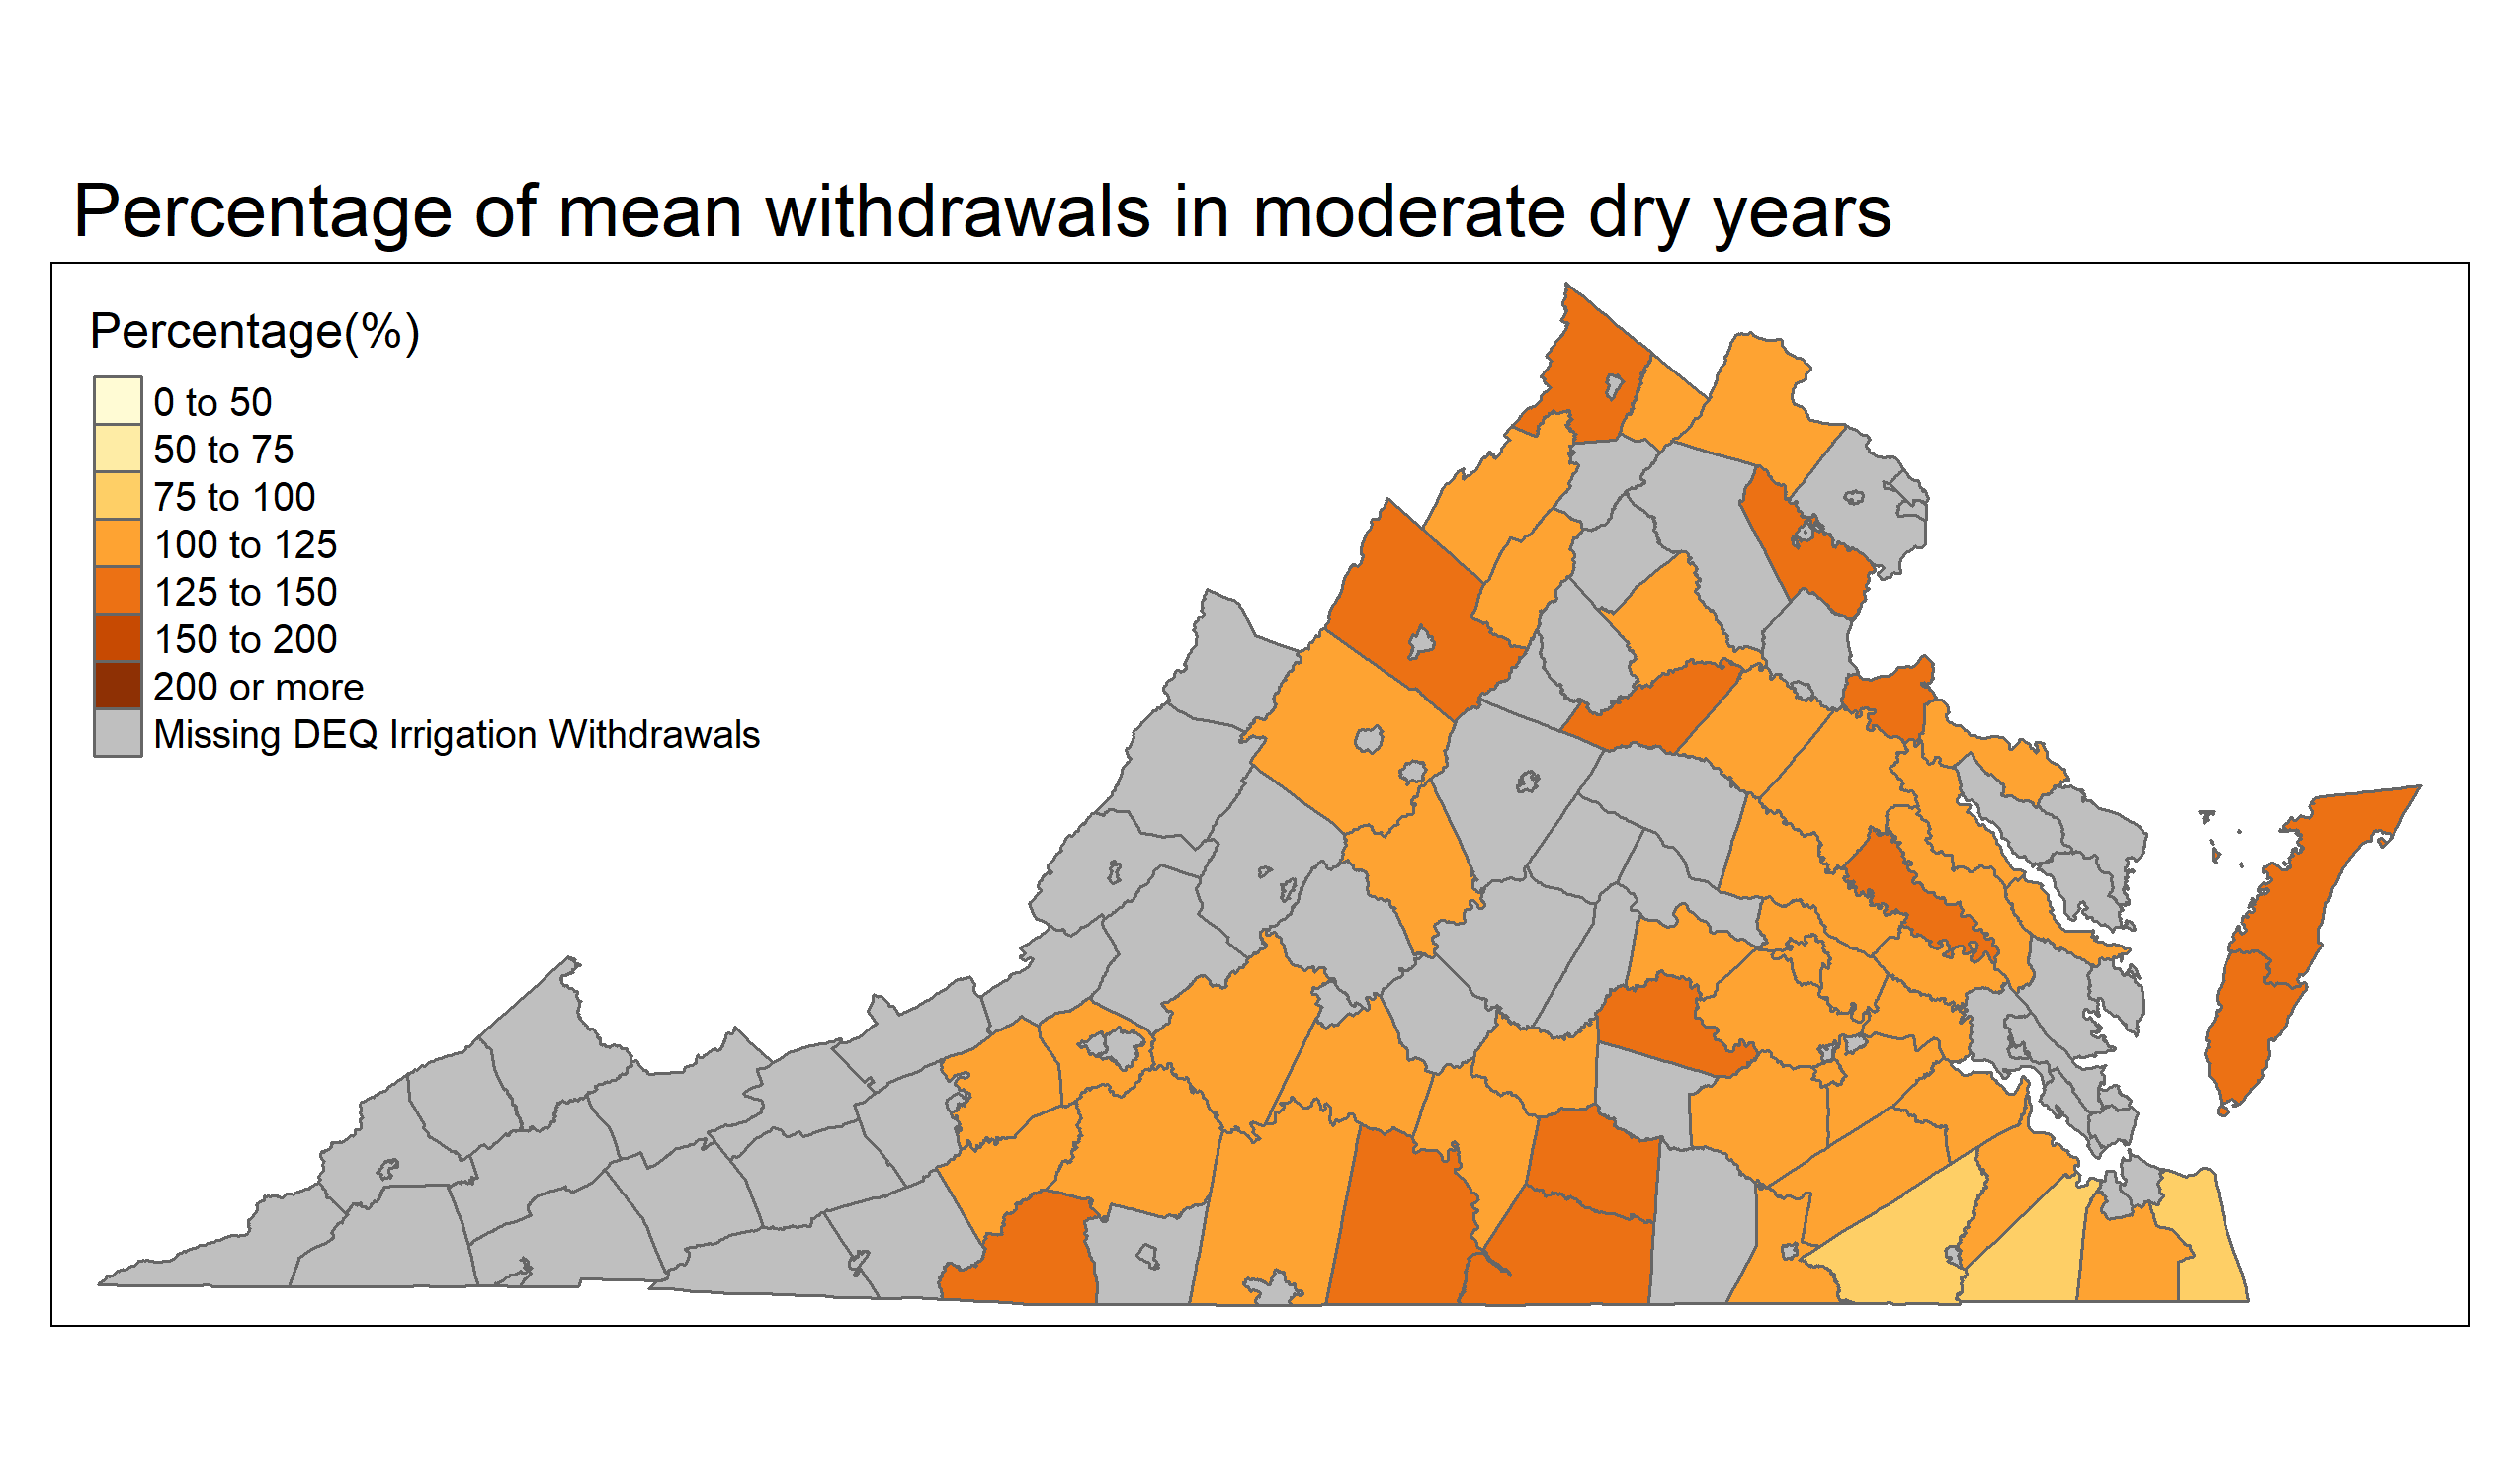 Percentage of mean withdrawals in moderate dry years
Percentage(%)
0 to 50
50 to 75
75 to 100
100 to 125
125 to 150
150 to 200
200 or more
Missing DEQ Irrigation Withdrawals